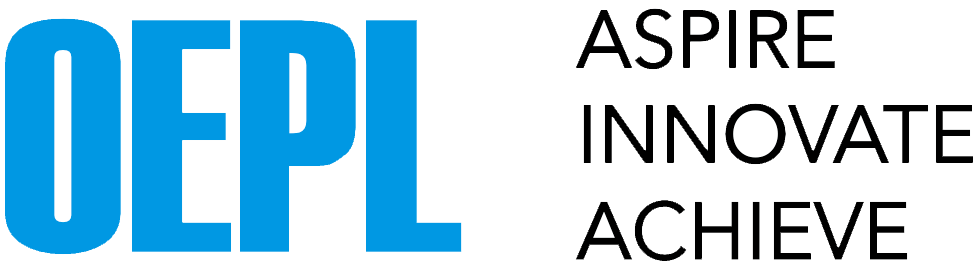 OEPL
ASPIRE
INNOVATE
ACHIEVE